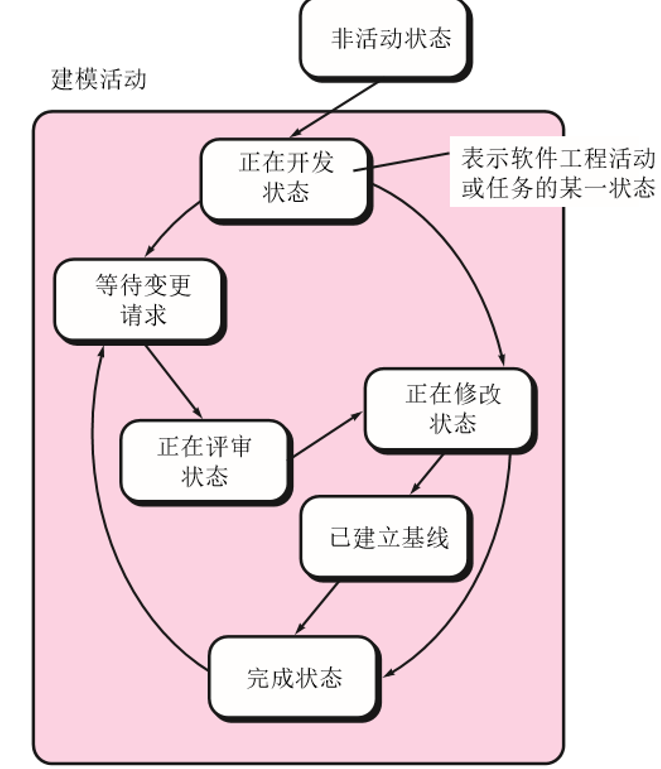 非活动状态
建模活动
正在开发
状态
表示软件工程活动
或任务的某一状态
等待变更
请求
正在修改
状态
正在评审
状态
已建立基线
完成状态